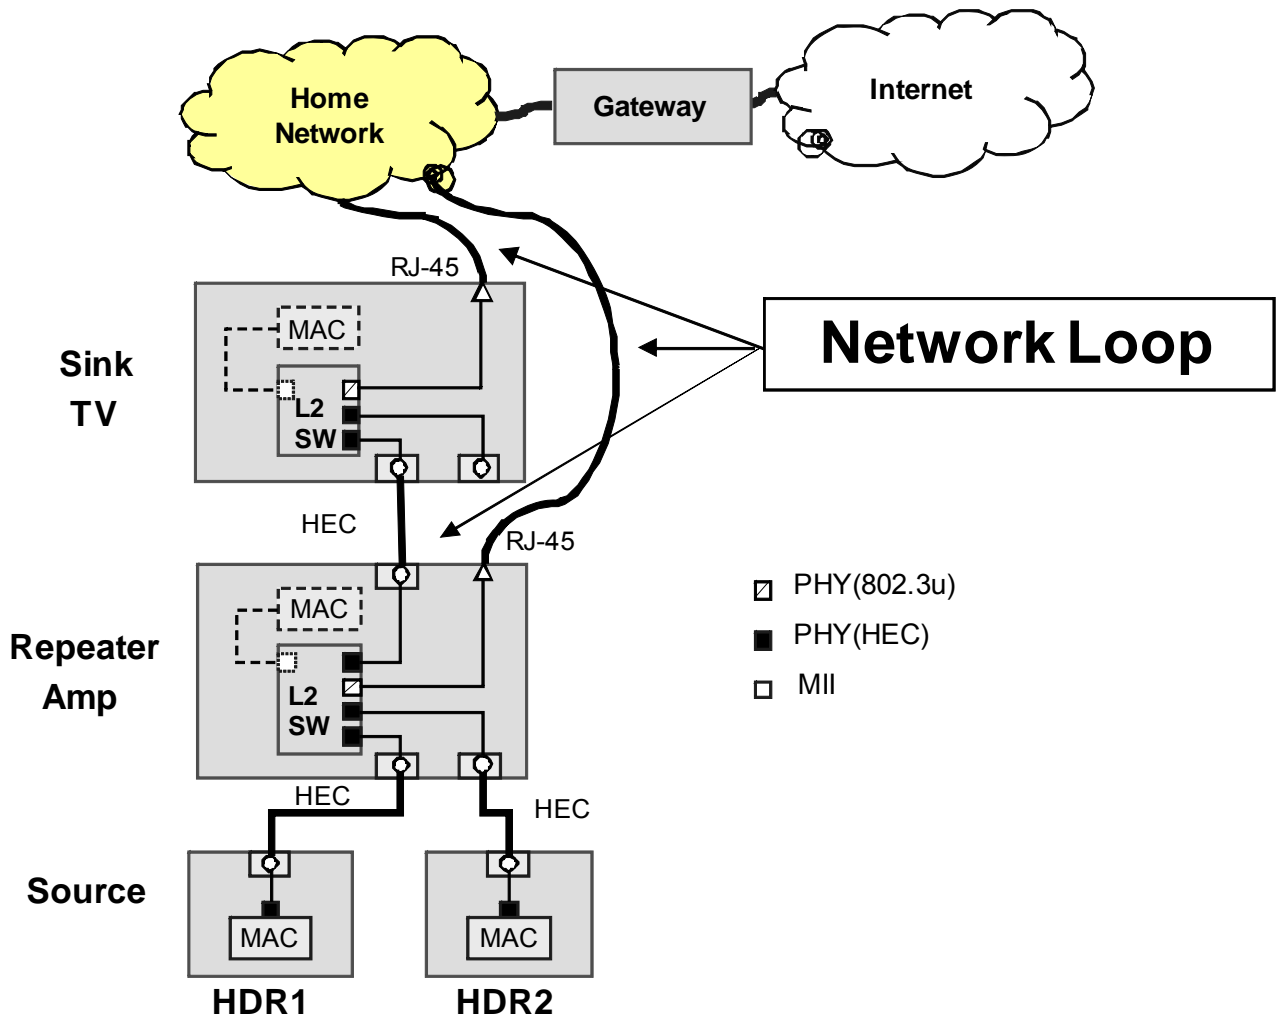 Home
Network
Gateway
Internet
RJ-45
MAC
Network Loop
Sink
TV
L2
SW
HEC
RJ-45
PHY(802.3u)
MAC
PHY(HEC)
Repeater
Amp
L2
SW
MII
HEC
HEC
Source
MAC
MAC
HDR1
HDR2